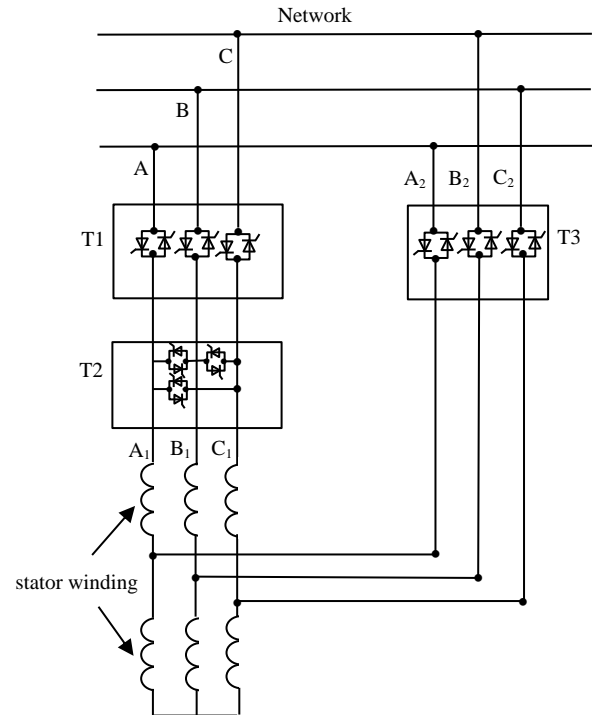 Network
C
B
A
A2 B2 C2
T1
T3
T2
A1 B1 C1
stator winding